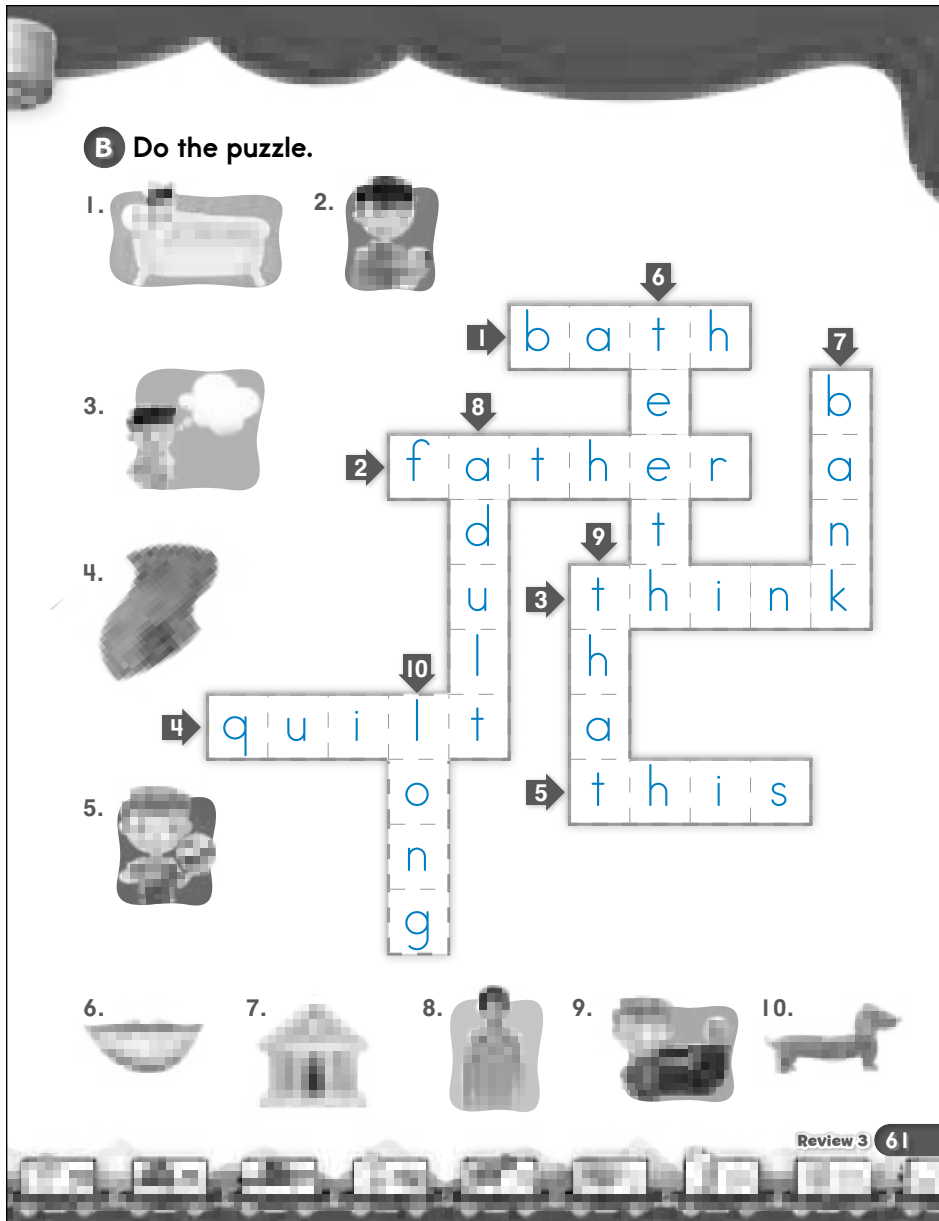 B Do the puzzle.
1. 2.
6
1 b a t h 7
3. 8 e b
2 f a t h e r a
d 9 t n
4. u 3 t h i n k
10 l h
4 q u i l t a
5. o 5 t h i s
n
g
6. 7. 8. 9. 10.
Review 3 61